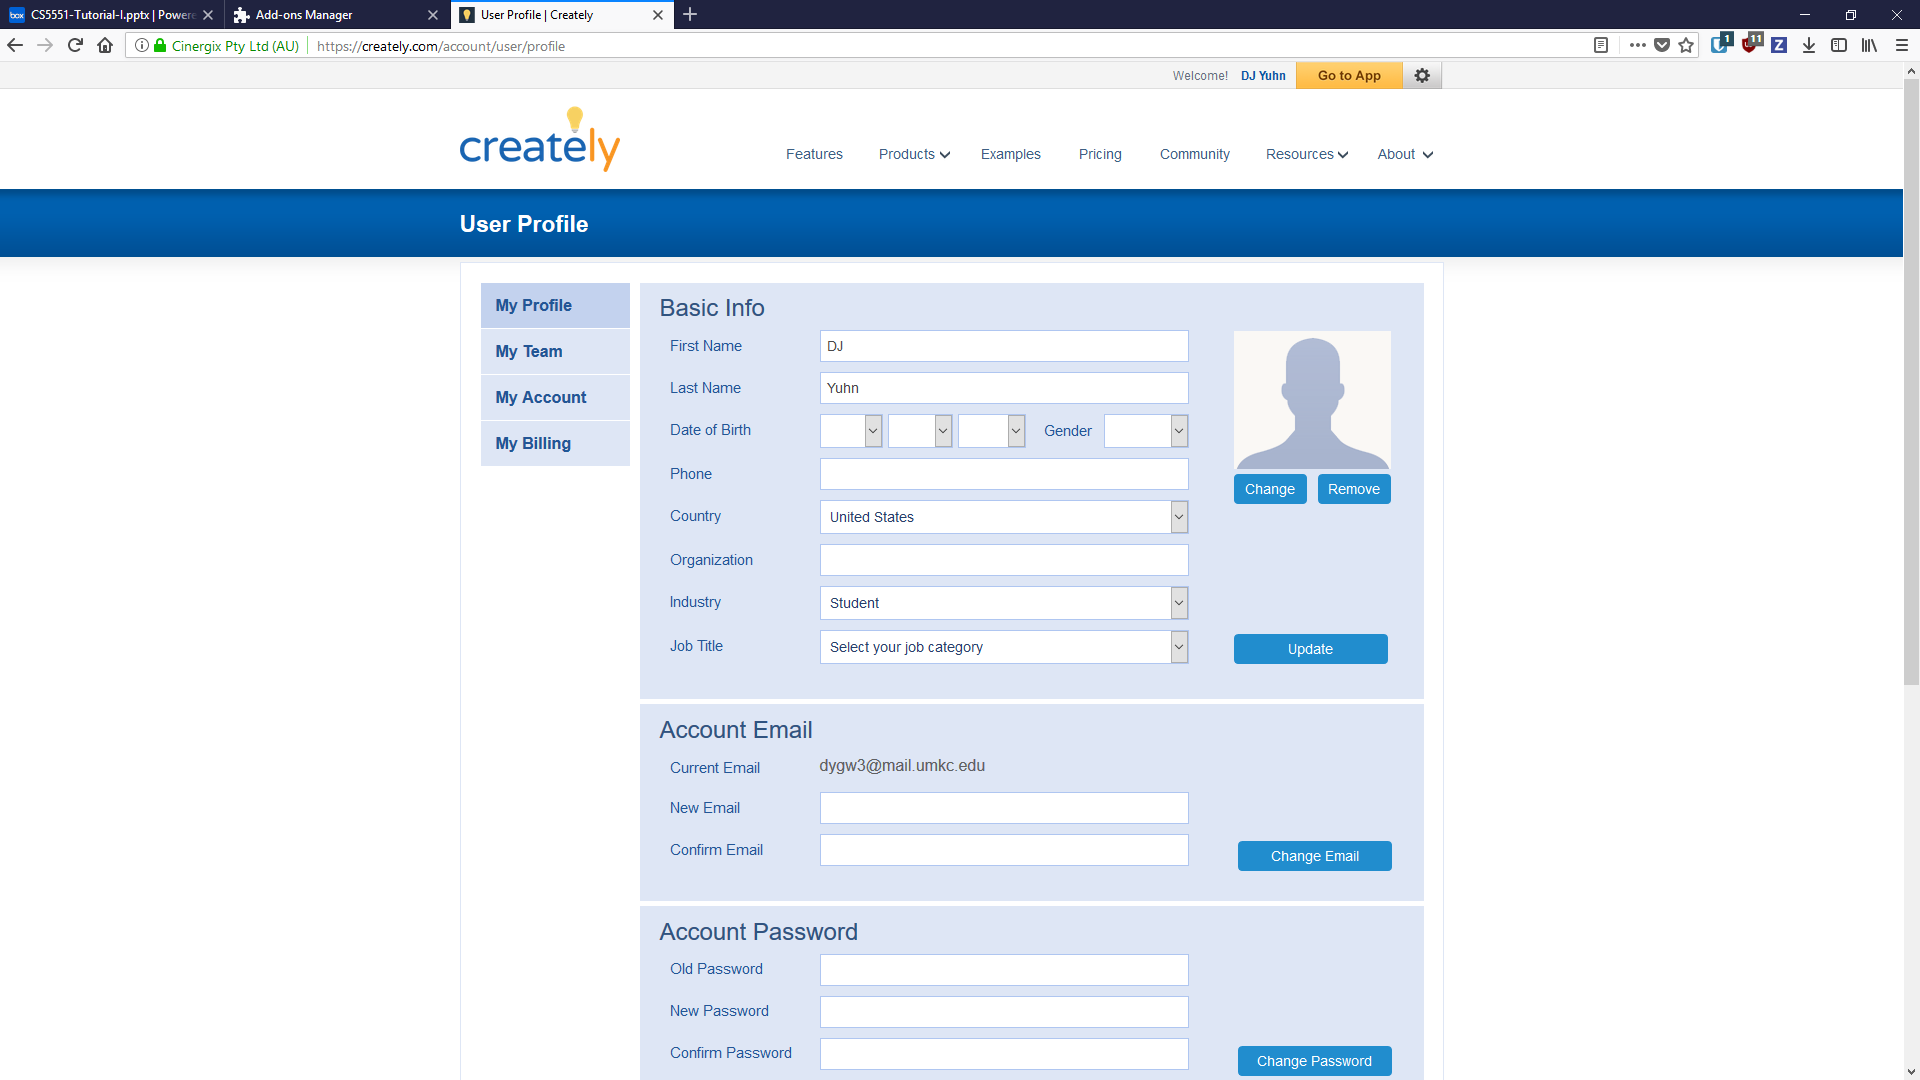 CS5551-Tutorial-I.pptx | Powere
Add-ons Manager
User Profile | Creately
Cinergix Pty Ltd (AU)
https://creately.com/account/user/profile
1
11
Z
Welcome! DJ Yuhn
Go to App
creately
Features
Products
Examples
Pricing
Community
Resources
About
User Profile
My Profile
My Team
My Account
My Billing
Basic Info
First Name
DJ
Last Name
Yuhn
Date of Birth
Gender
Phone
Change
Remove
Country
United States
Organization
Industry
Student
Job Title
Select your job category
Update
Account Email
Current Email
dygw3@mail.umkc.edu
New Email
Confirm Email
Change Email
Account Password
Old Password
New Password
Confirm Password
Change Password